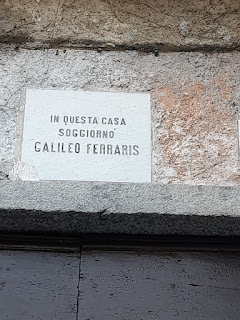 IN QUESTA CASA
SOGGIORNÒ
GALILEO FERRARIS